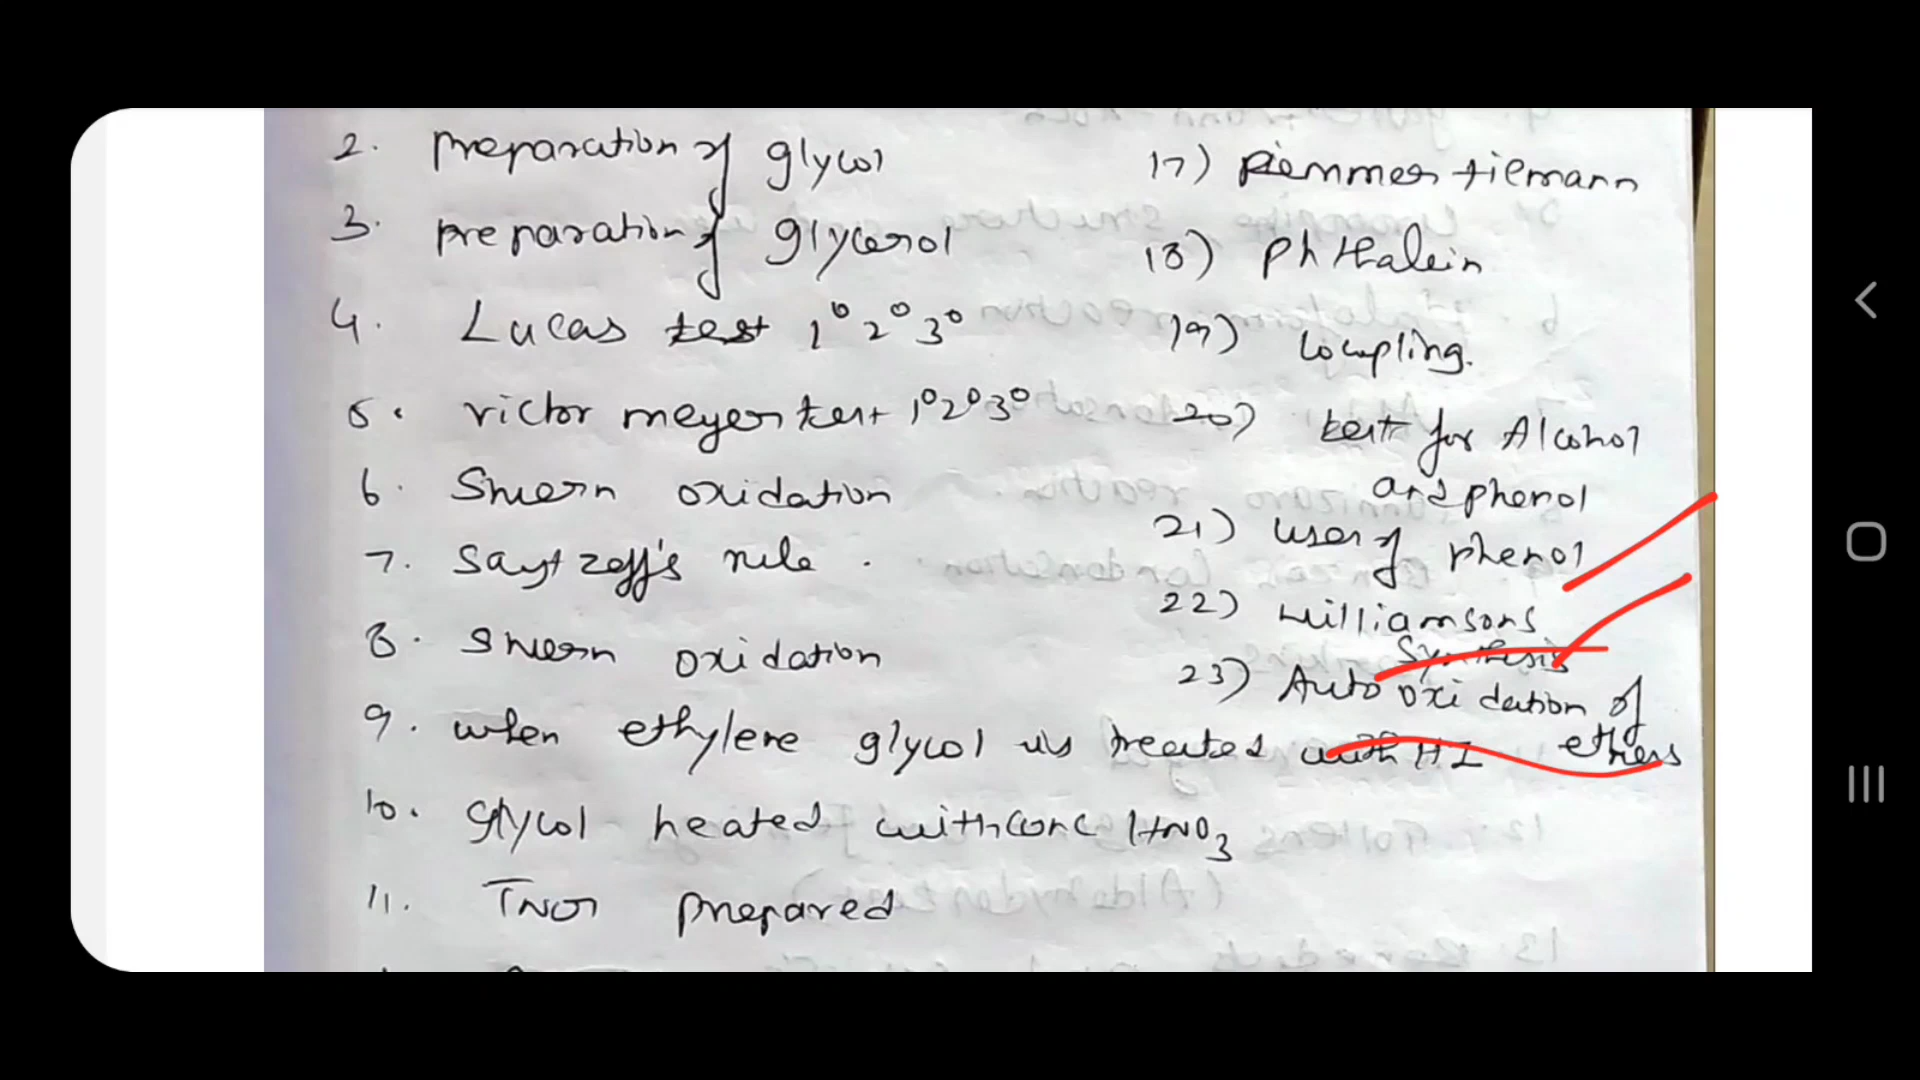 2. preparation of glycol
3. preparation of glycerol
4. Lucas test 1° 2° 3°
5. victor meyer test 1° 2° 3°
6. Swern oxidation
7. Saytzeff's rule.
8. Swern oxidation
9. when ethylene glycol is treated with HI
10. Glycol heated with conc HNO3
11. TNG prepared
17) Riemmer tiemann
18) phthalein
19) Coupling.
20) test for Alcohol
and phenol
21) uses of phenol
22) williamsons
Synthesis
23) Auto oxidation of
ethers